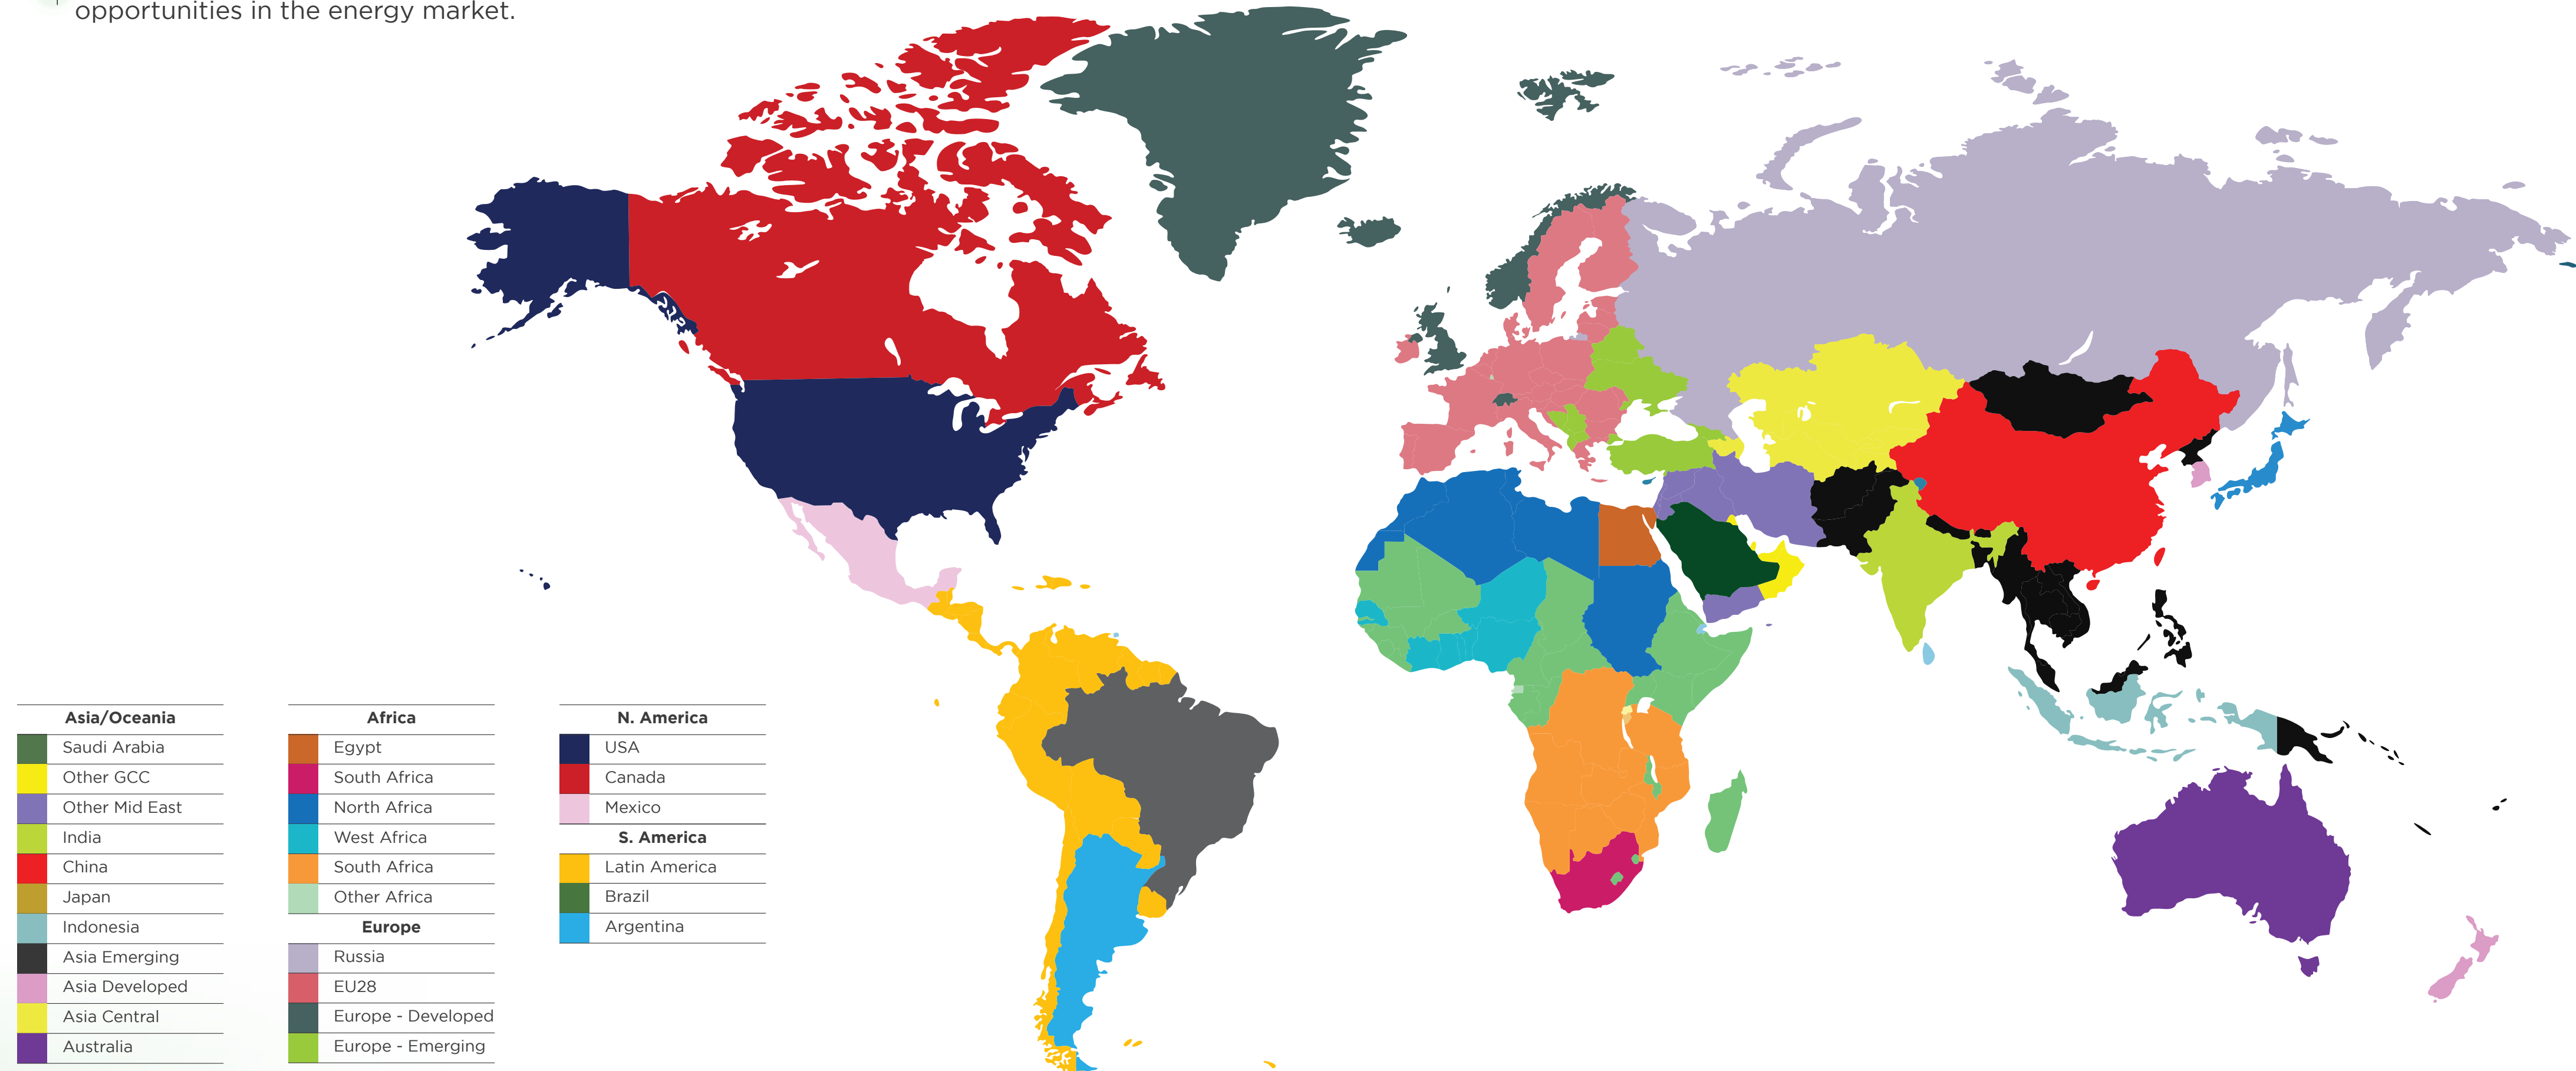 opportunities in the energy market.
Asia/Oceania
Saudi Arabia
Other GCC
Other Mid East
India
China
Japan
Indonesia
Asia Emerging
Asia Developed
Asia Central
Australia
Africa
Egypt
South Africa
North Africa
West Africa
South Africa
Other Africa
Europe
Russia
EU28
Europe - Developed
Europe - Emerging
N. America
USA
Canada
Mexico
S. America
Latin America
Brazil
Argentina